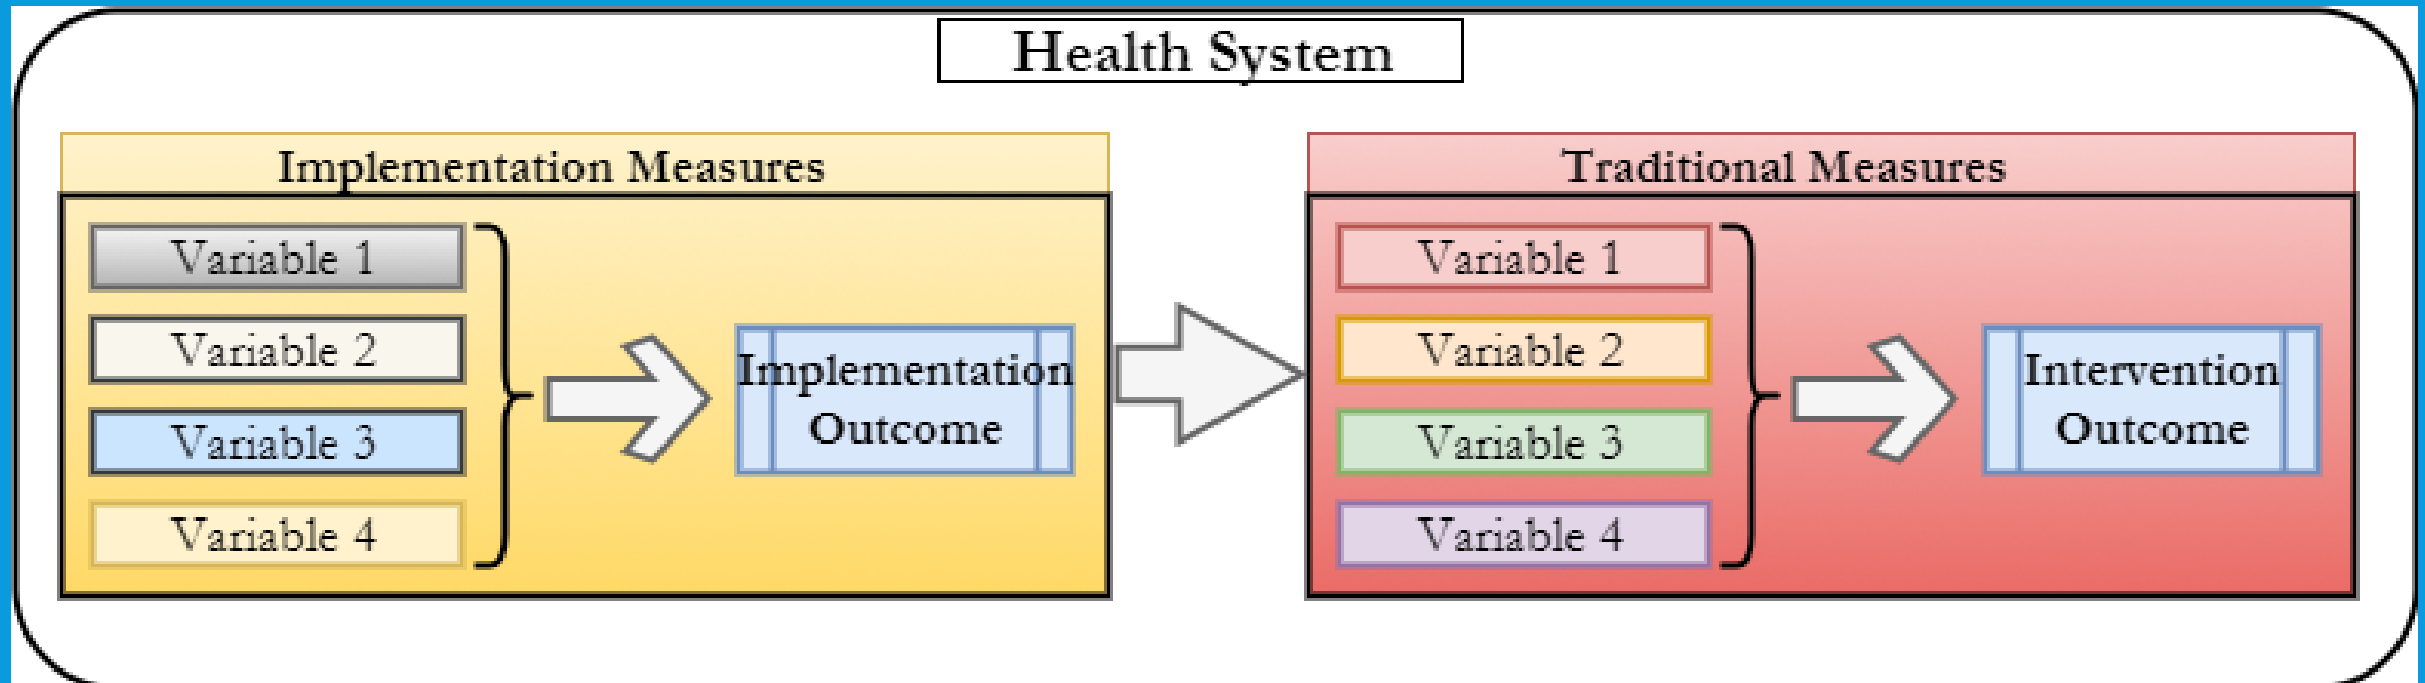 Health System
Implementation Measures
Variable 1
Variable 2
Variable 3
Variable 4
Implementation
Outcome
Traditional Measures
Variable 1
Variable 2
Variable 3
Variable 4
Intervention
Outcome